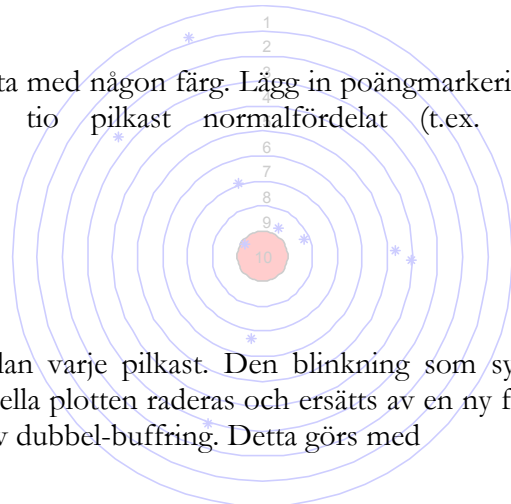 1
2
ta med någon färg. Lägg in poängmarkeri
tio pilkast normalfördelat (t.ex.
6
7
8
9
10
lan varje pilkast. Den blinkning som sy
ella plotten raderas och ersätts av en ny f
v dubbel-buffring. Detta görs med